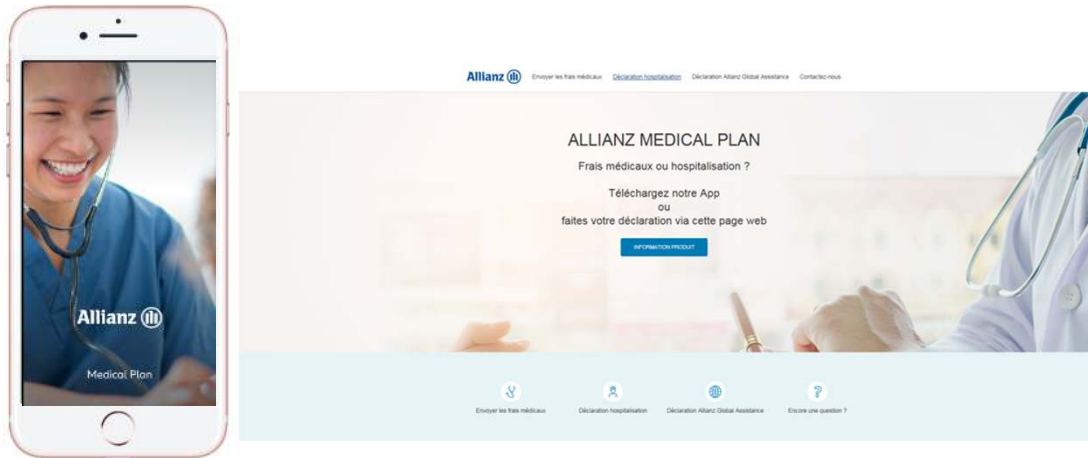 Allianz
Medical Plan
Allianz
Envoyer les frais médicaux
Déclaration hospitalisation
Déclaration Allianz Global Assistance
Contactez-nous
ALLIANZ MEDICAL PLAN
Frais médicaux ou hospitalisation ?
Téléchargez notre App
ou
faites votre déclaration via cette page web
INFORMATION PRODUIT
Envoyer les frais médicaux
Déclaration hospitalisation
Déclaration Allianz Global Assistance
Encore une question ?